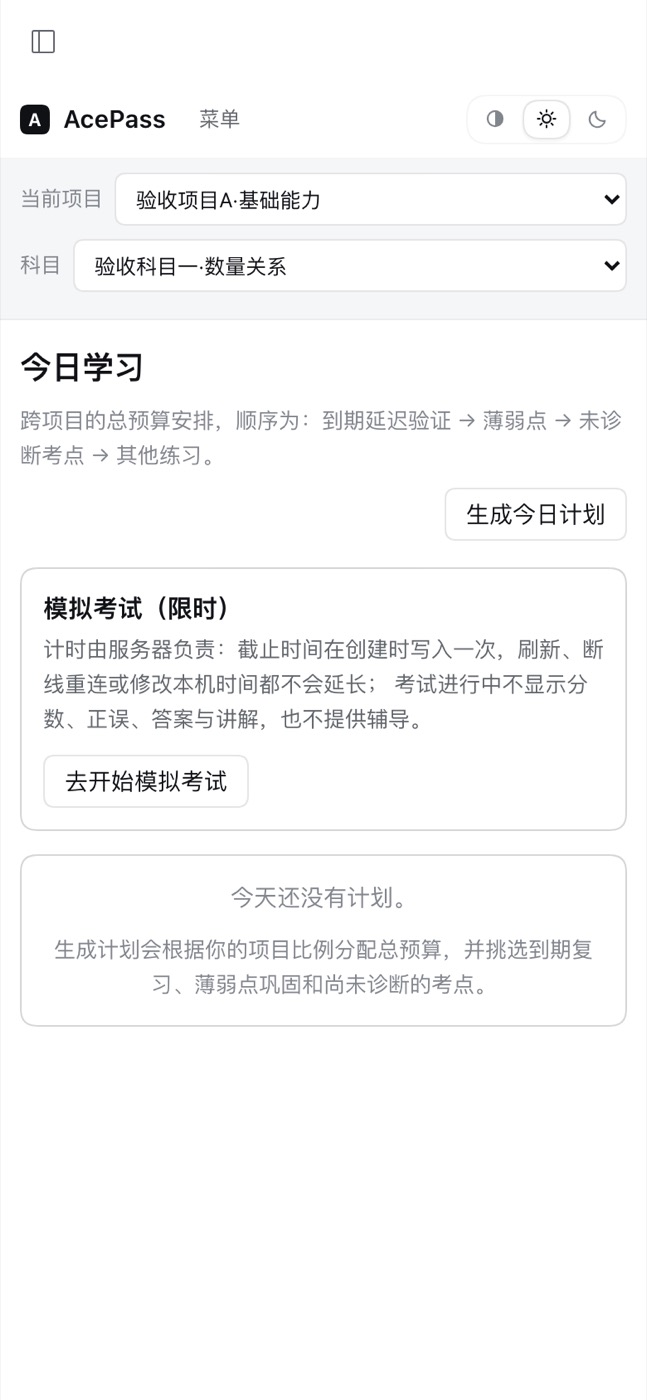 A AcePass 菜单
当前项目 验收项目A·基础能力
科目 验收科目一·数量关系
今日学习
跨项目的总预算安排，顺序为：到期延迟验证 → 薄弱点 → 未诊
断考点 → 其他练习。
生成今日计划
模拟考试（限时）
计时由服务器负责：截止时间在创建时写入一次，刷新、断
线重连或修改本机时间都不会延长； 考试进行中不显示分
数、正误、答案与讲解，也不提供辅导。
去开始模拟考试
今天还没有计划。
生成计划会根据你的项目比例分配总预算，并挑选到期复
习、薄弱点巩固和尚未诊断的考点。